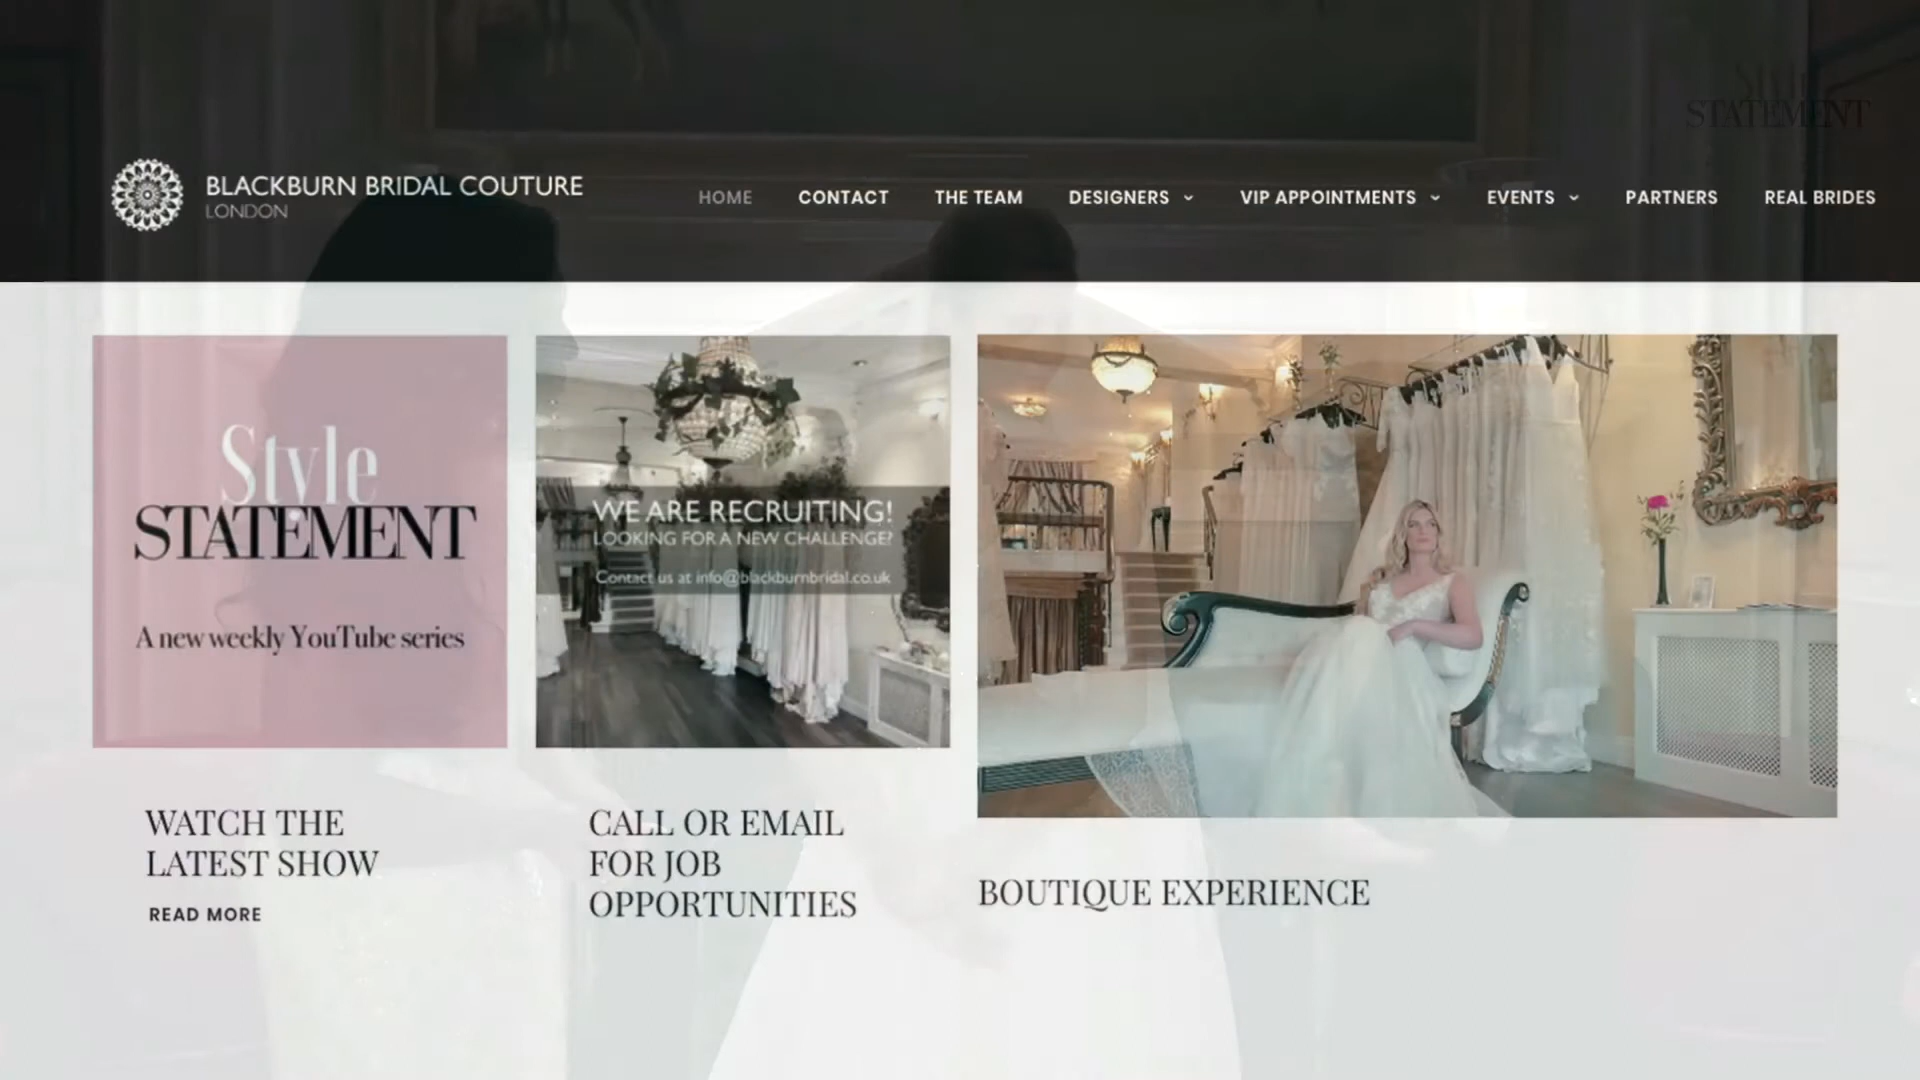 Style
STATEMENT
BLACKBURN BRIDAL COUTURE
LONDON
HOME
CONTACT
THE TEAM
DESIGNERS
VIP APPOINTMENTS
EVENTS
PARTNERS
REAL BRIDES
Style
STATEMENT
A new weekly YouTube series
WE ARE RECRUITING!
LOOKING FOR A NEW CHALLENGE?
Contact us at info@blackburnbridal.co.uk
WATCH THE
LATEST SHOW
READ MORE
CALL OR EMAIL
FOR JOB
OPPORTUNITIES
BOUTIQUE EXPERIENCE